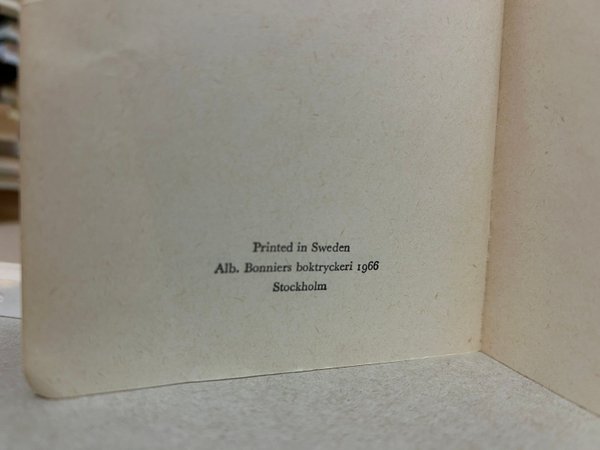 Printed in Sweden
Alb. Bonniers boktryckeri 1966
Stockholm